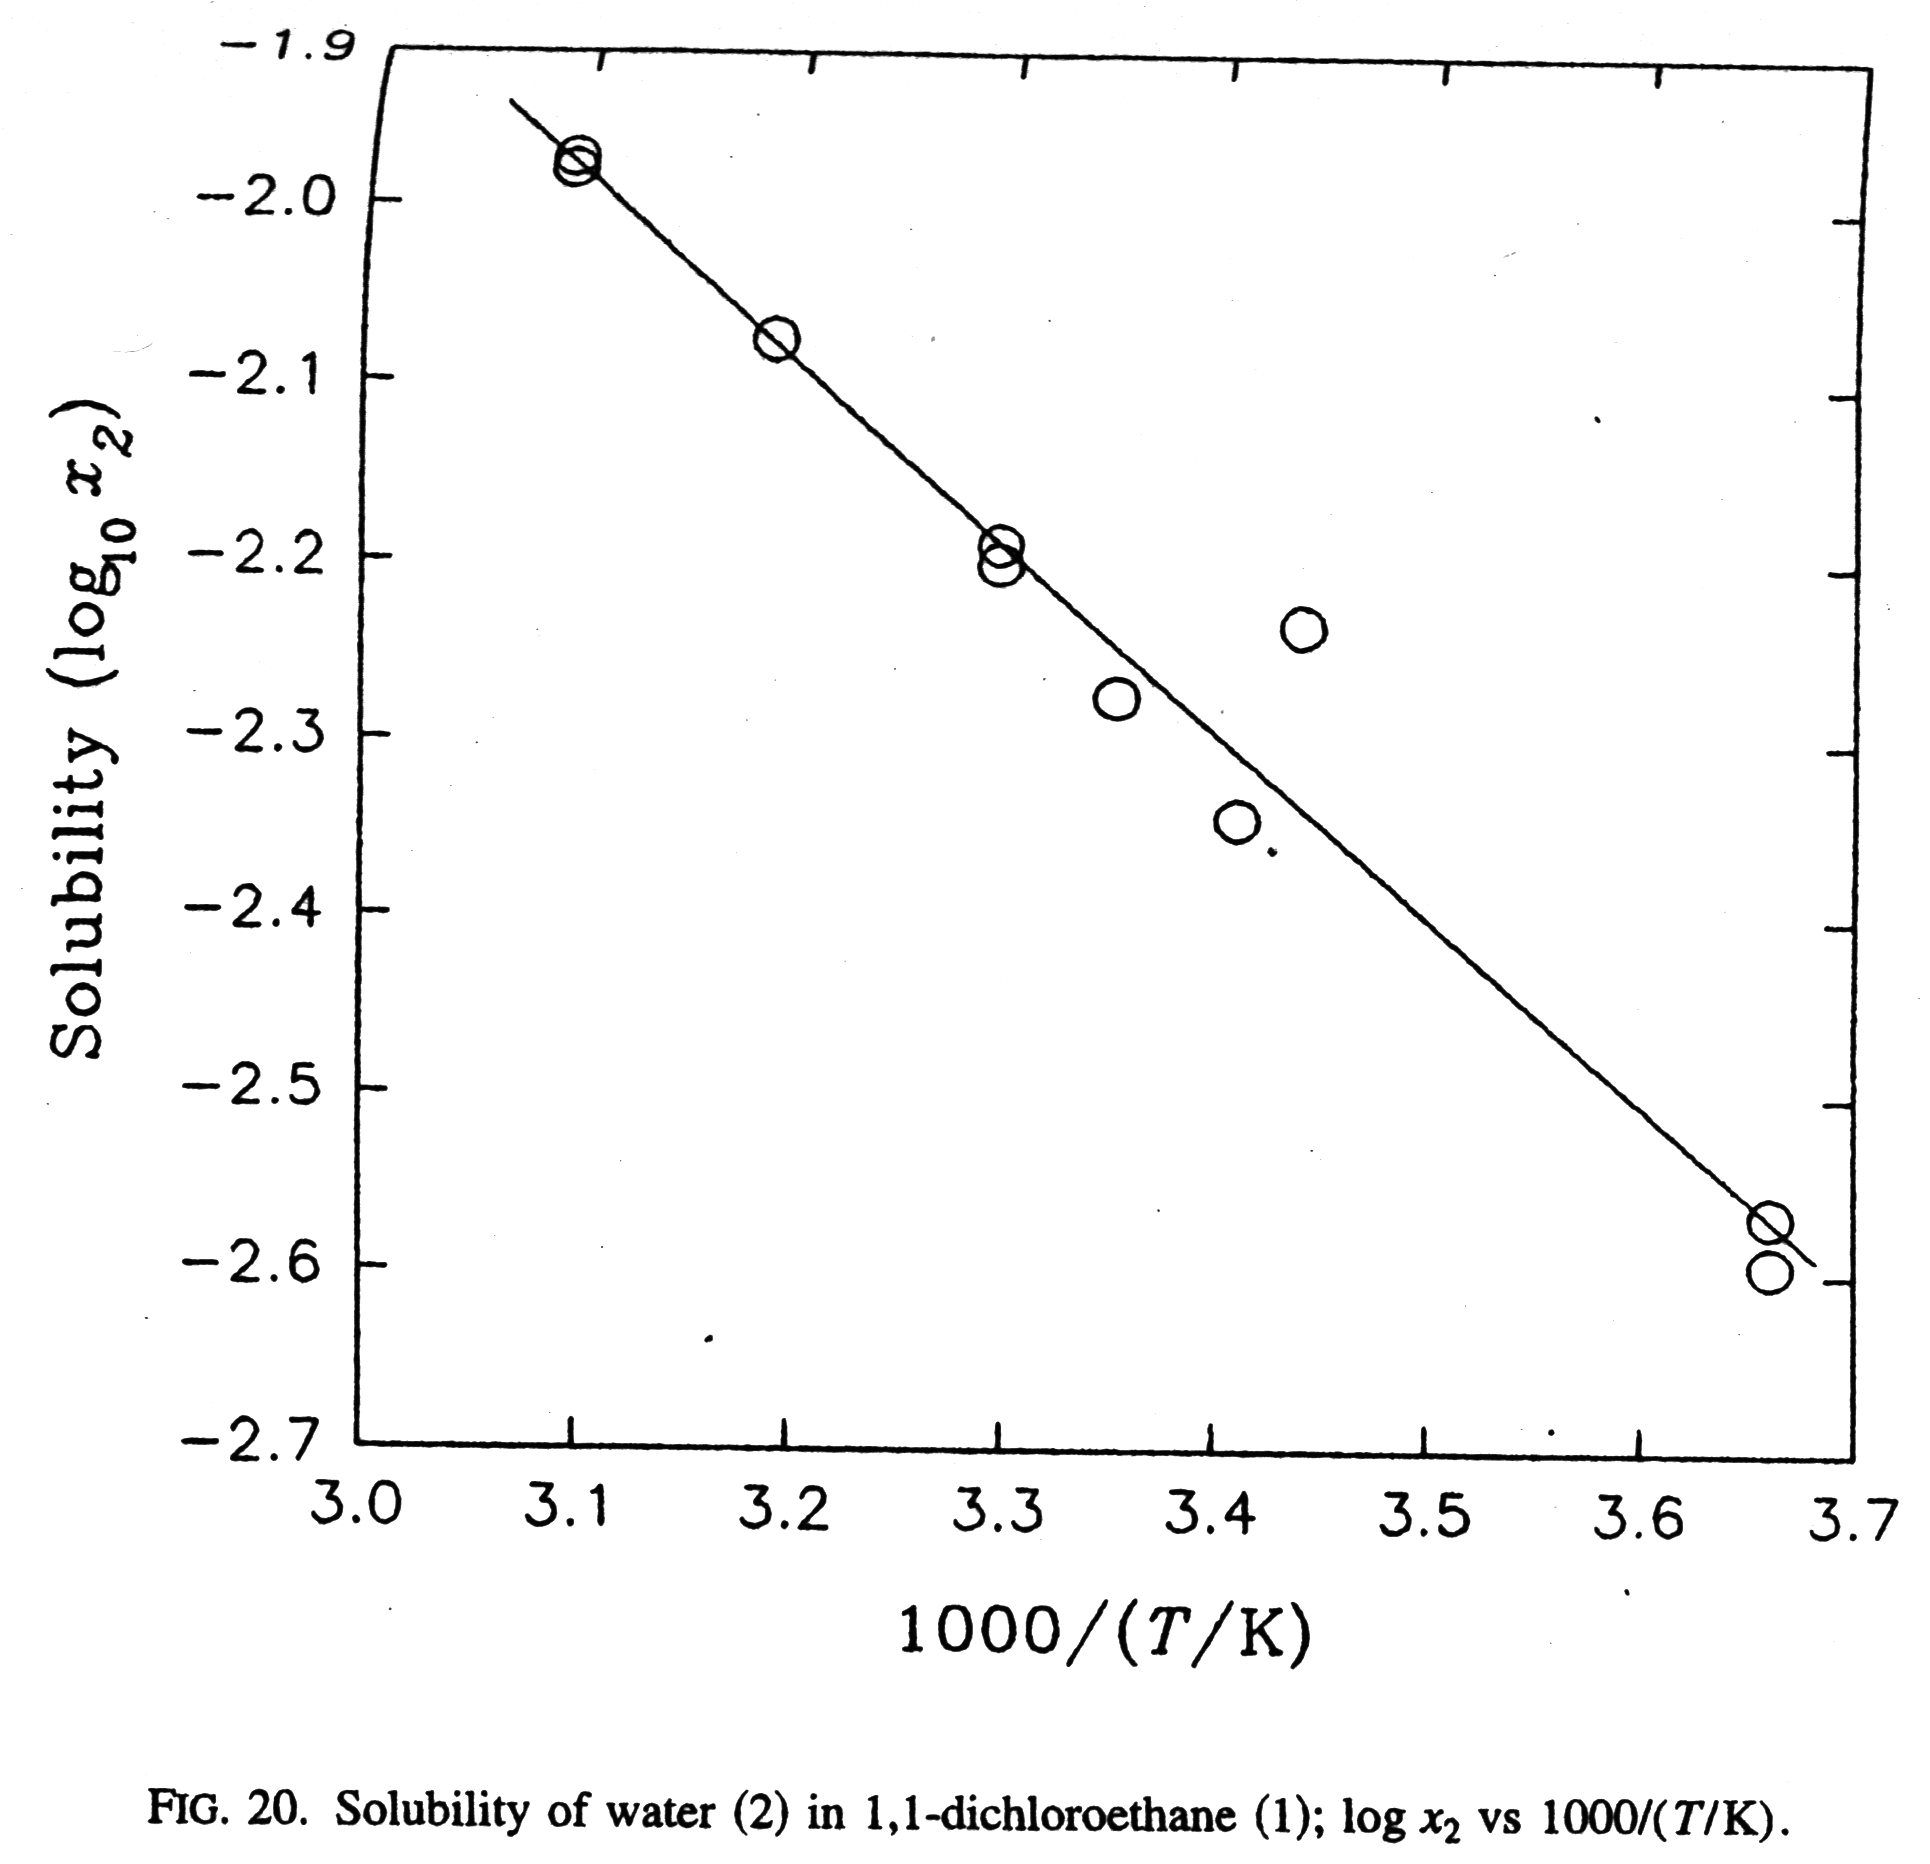 −1.9
−2.0
−2.1
−2.2
−2.3
−2.4
−2.5
−2.6
−2.7
Solubility (log₁₀ x₂)
3.0 3.1 3.2 3.3 3.4 3.5 3.6 3.7
1000/(T/K)
FIG. 20. Solubility of water (2) in 1,1-dichloroethane (1); log x₂ vs 1000/(T/K).